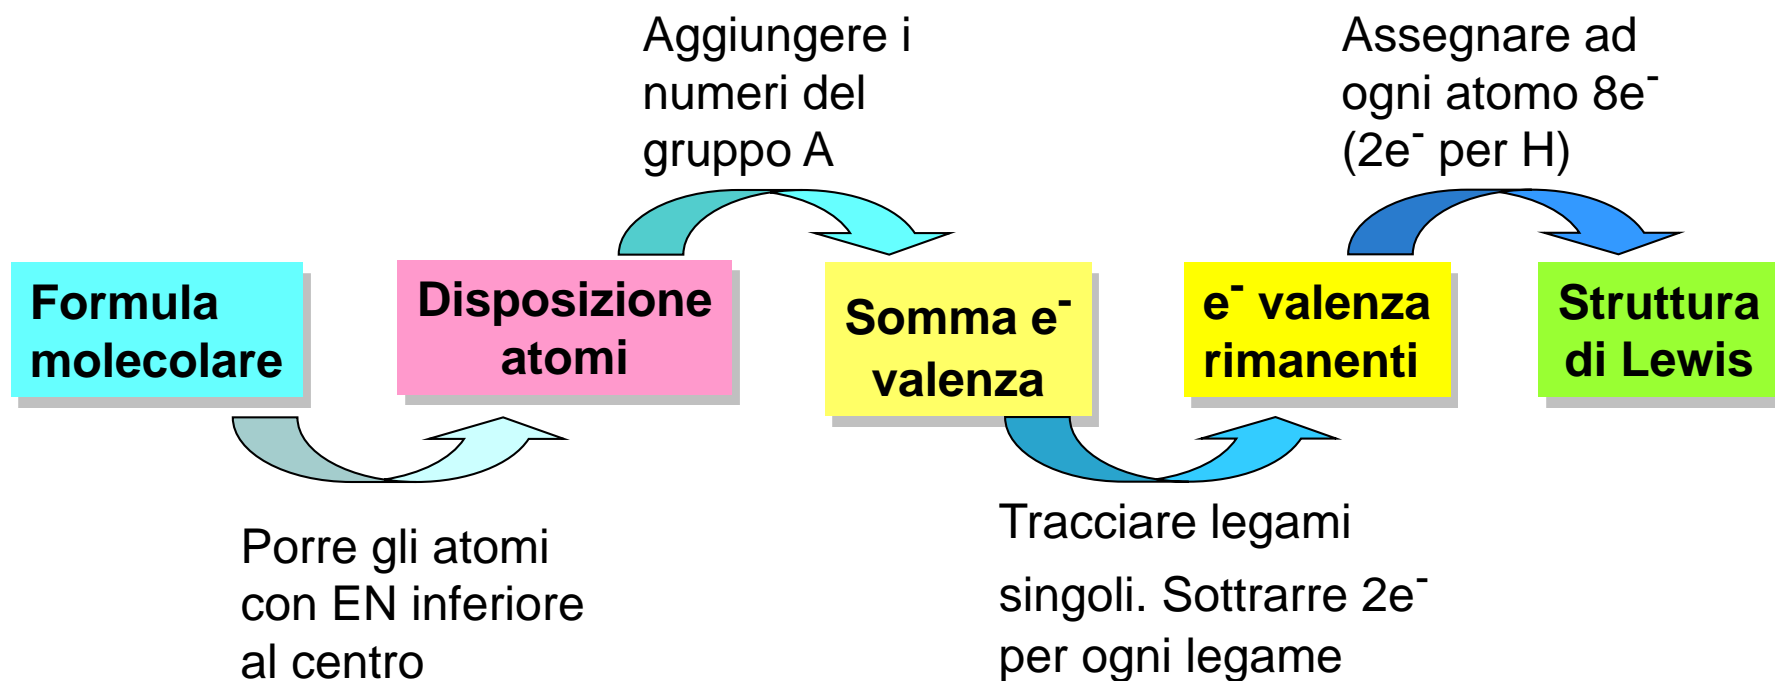 Aggiungere i
numeri del
gruppo A
Assegnare ad
ogni atomo 8e⁻
(2e⁻ per H)
Formula
molecolare
Disposizione
atomi
Somma e⁻
valenza
e⁻ valenza
rimanenti
Struttura
di Lewis
Porre gli atomi
con EN inferiore
al centro
Tracciare legami
singoli. Sottrarre 2e⁻
per ogni legame